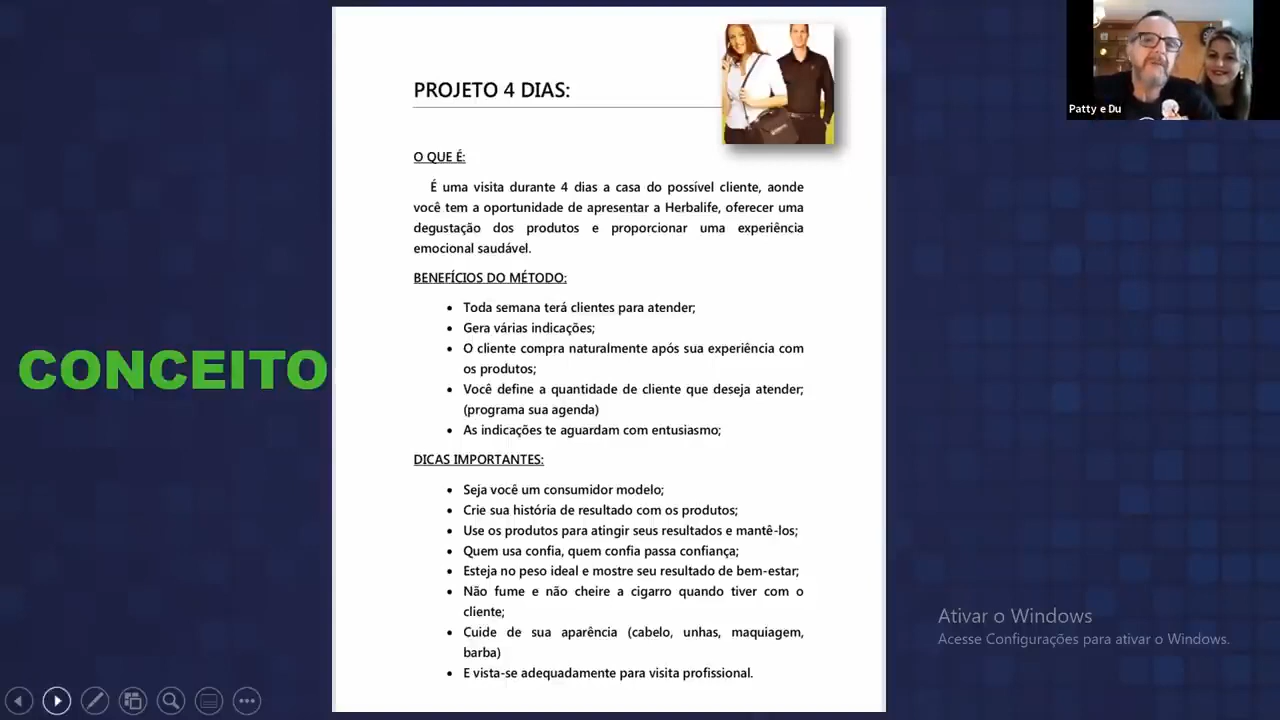 PROJETO 4 DIAS:
Patty e Du
O QUE É:
É uma visita durante 4 dias a casa do possível cliente, aonde
você tem a oportunidade de apresentar a Herbalife, oferecer uma
degustação dos produtos e proporcionar uma experiência
emocional saudável.
BENEFÍCIOS DO MÉTODO:
• Toda semana terá clientes para atender;
• Gera várias indicações;
• O cliente compra naturalmente após sua experiência com
os produtos;
• Você define a quantidade de cliente que deseja atender;
(programa sua agenda)
• As indicações te aguardam com entusiasmo;
CONCEITO
DICAS IMPORTANTES:
• Seja você um consumidor modelo;
• Crie sua história de resultado com os produtos;
• Use os produtos para atingir seus resultados e mantê-los;
• Quem usa confia, quem confia passa confiança;
• Esteja no peso ideal e mostre seu resultado de bem-estar;
• Não fume e não cheire a cigarro quando tiver com o
cliente;
• Cuide de sua aparência (cabelo, unhas, maquiagem,
barba)
• E vista-se adequadamente para visita profissional.
Ativar o Windows
Acesse Configurações para ativar o Windows.